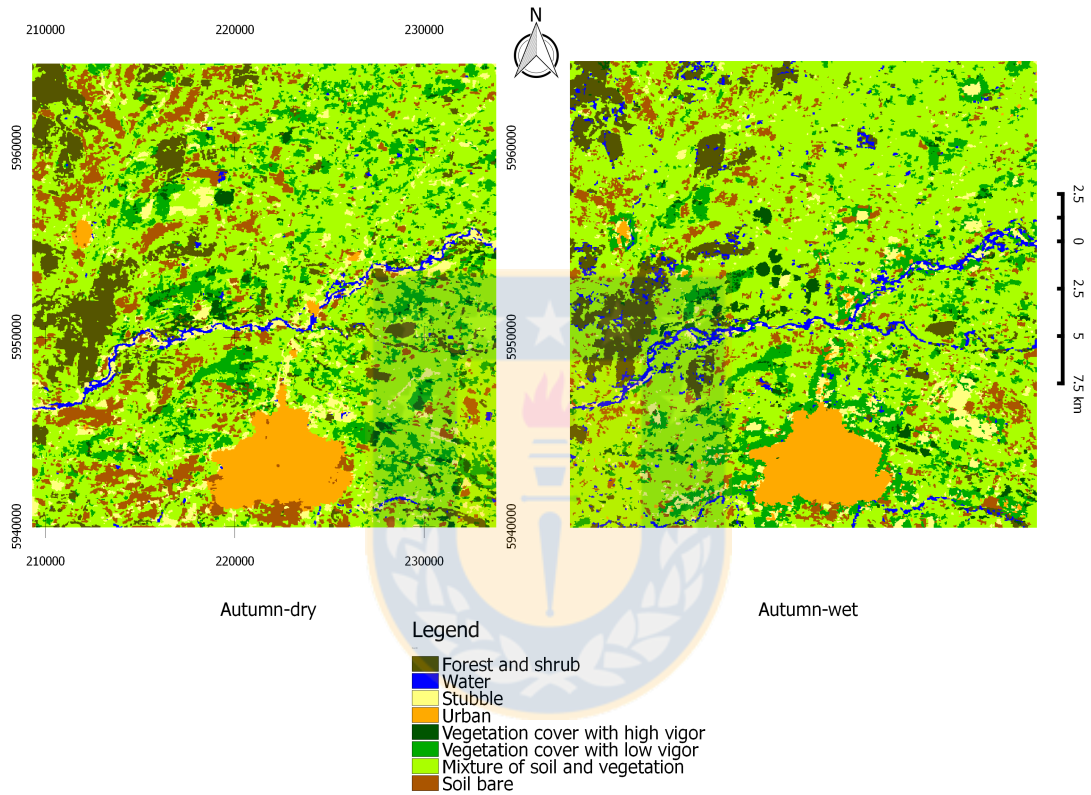 N
210000 220000 230000
5960000 5960000
2.5
0
2.5
5
7.5 km
5950000 5950000
5940000 5940000
210000 220000 230000
Autumn-dry Autumn-wet
Legend
Forest and shrub
Water
Stubble
Urban
Vegetation cover with high vigor
Vegetation cover with low vigor
Mixture of soil and vegetation
Soil bare